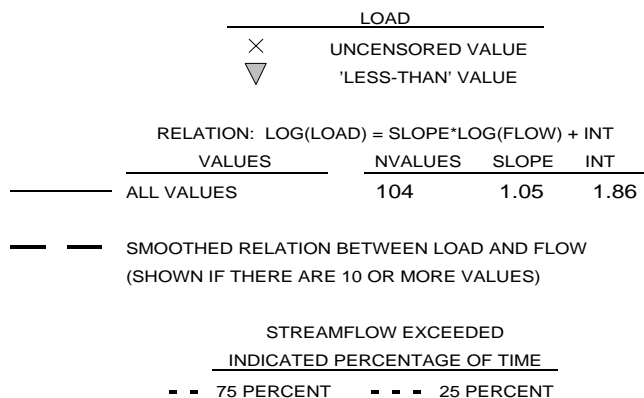 LOAD
UNCENSORED VALUE
'LESS-THAN' VALUE
RELATION: LOG(LOAD) = SLOPE*LOG(FLOW) + INT
VALUES NVALUES SLOPE INT
ALL VALUES 104 1.05 1.86
SMOOTHED RELATION BETWEEN LOAD AND FLOW
(SHOWN IF THERE ARE 10 OR MORE VALUES)
STREAMFLOW EXCEEDED
INDICATED PERCENTAGE OF TIME
75 PERCENT 25 PERCENT